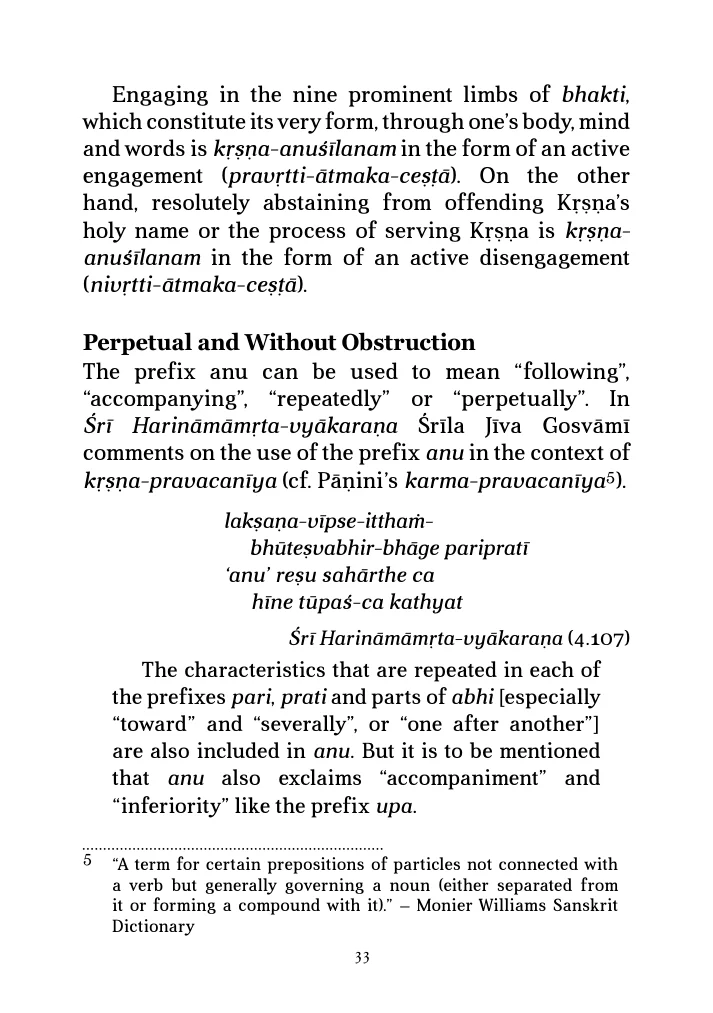 Engaging in the nine prominent limbs of bhakti,
which constitute its very form, through one’s body, mind
and words is kṛṣṇa-anuśīlanam in the form of an active
engagement (pravṛtti-ātmaka-ceṣṭā). On the other
hand, resolutely abstaining from offending Kṛṣṇa’s
holy name or the process of serving Kṛṣṇa is kṛṣṇa-
anuśīlanam in the form of an active disengagement
(nivṛtti-ātmaka-ceṣṭā).
Perpetual and Without Obstruction
The prefix anu can be used to mean “following”,
“accompanying”, “repeatedly” or “perpetually”. In
Śrī Harināmāmṛta-vyākaraṇa Śrīla Jīva Gosvāmī
comments on the use of the prefix anu in the context of
kṛṣṇa-pravacanīya (cf. Pāṇini’s karma-pravacanīya5).
lakṣaṇa-vīpse-itthaṁ-
bhūteṣvabhir-bhāge paripratī
‘anu’ reṣu sahārthe ca
hīne tūpaś-ca kathyat
Śrī Harināmāmṛta-vyākaraṇa (4.107)
The characteristics that are repeated in each of
the prefixes pari, prati and parts of abhi [especially
“toward” and “severally”, or “one after another”]
are also included in anu. But it is to be mentioned
that anu also exclaims “accompaniment” and
“inferiority” like the prefix upa.
5 “A term for certain prepositions of particles not connected with
a verb but generally governing a noun (either separated from
it or forming a compound with it).” – Monier Williams Sanskrit
Dictionary
33